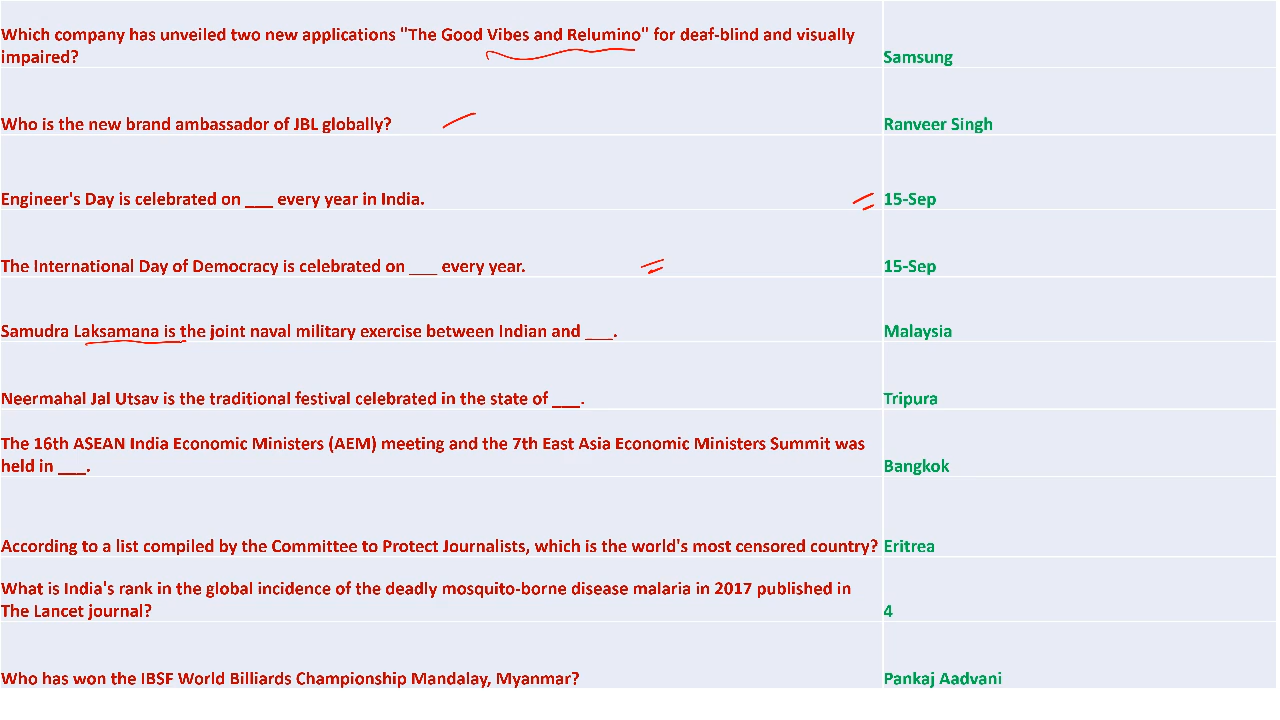 Which company has unveiled two new applications "The Good Vibes and Relumino" for deaf-blind and visually
impaired?
Samsung
Who is the new brand ambassador of JBL globally?
Ranveer Singh
Engineer's Day is celebrated on ___ every year in India.
15-Sep
The International Day of Democracy is celebrated on ___ every year.
15-Sep
Samudra Laksamana is the joint naval military exercise between Indian and ___.
Malaysia
Neermahal Jal Utsav is the traditional festival celebrated in the state of ___.
Tripura
The 16th ASEAN India Economic Ministers (AEM) meeting and the 7th East Asia Economic Ministers Summit was
held in ___.
Bangkok
According to a list compiled by the Committee to Protect Journalists, which is the world's most censored country?
Eritrea
What is India's rank in the global incidence of the deadly mosquito-borne disease malaria in 2017 published in
The Lancet journal?
4
Who has won the IBSF World Billiards Championship Mandalay, Myanmar?
Pankaj Aadvani